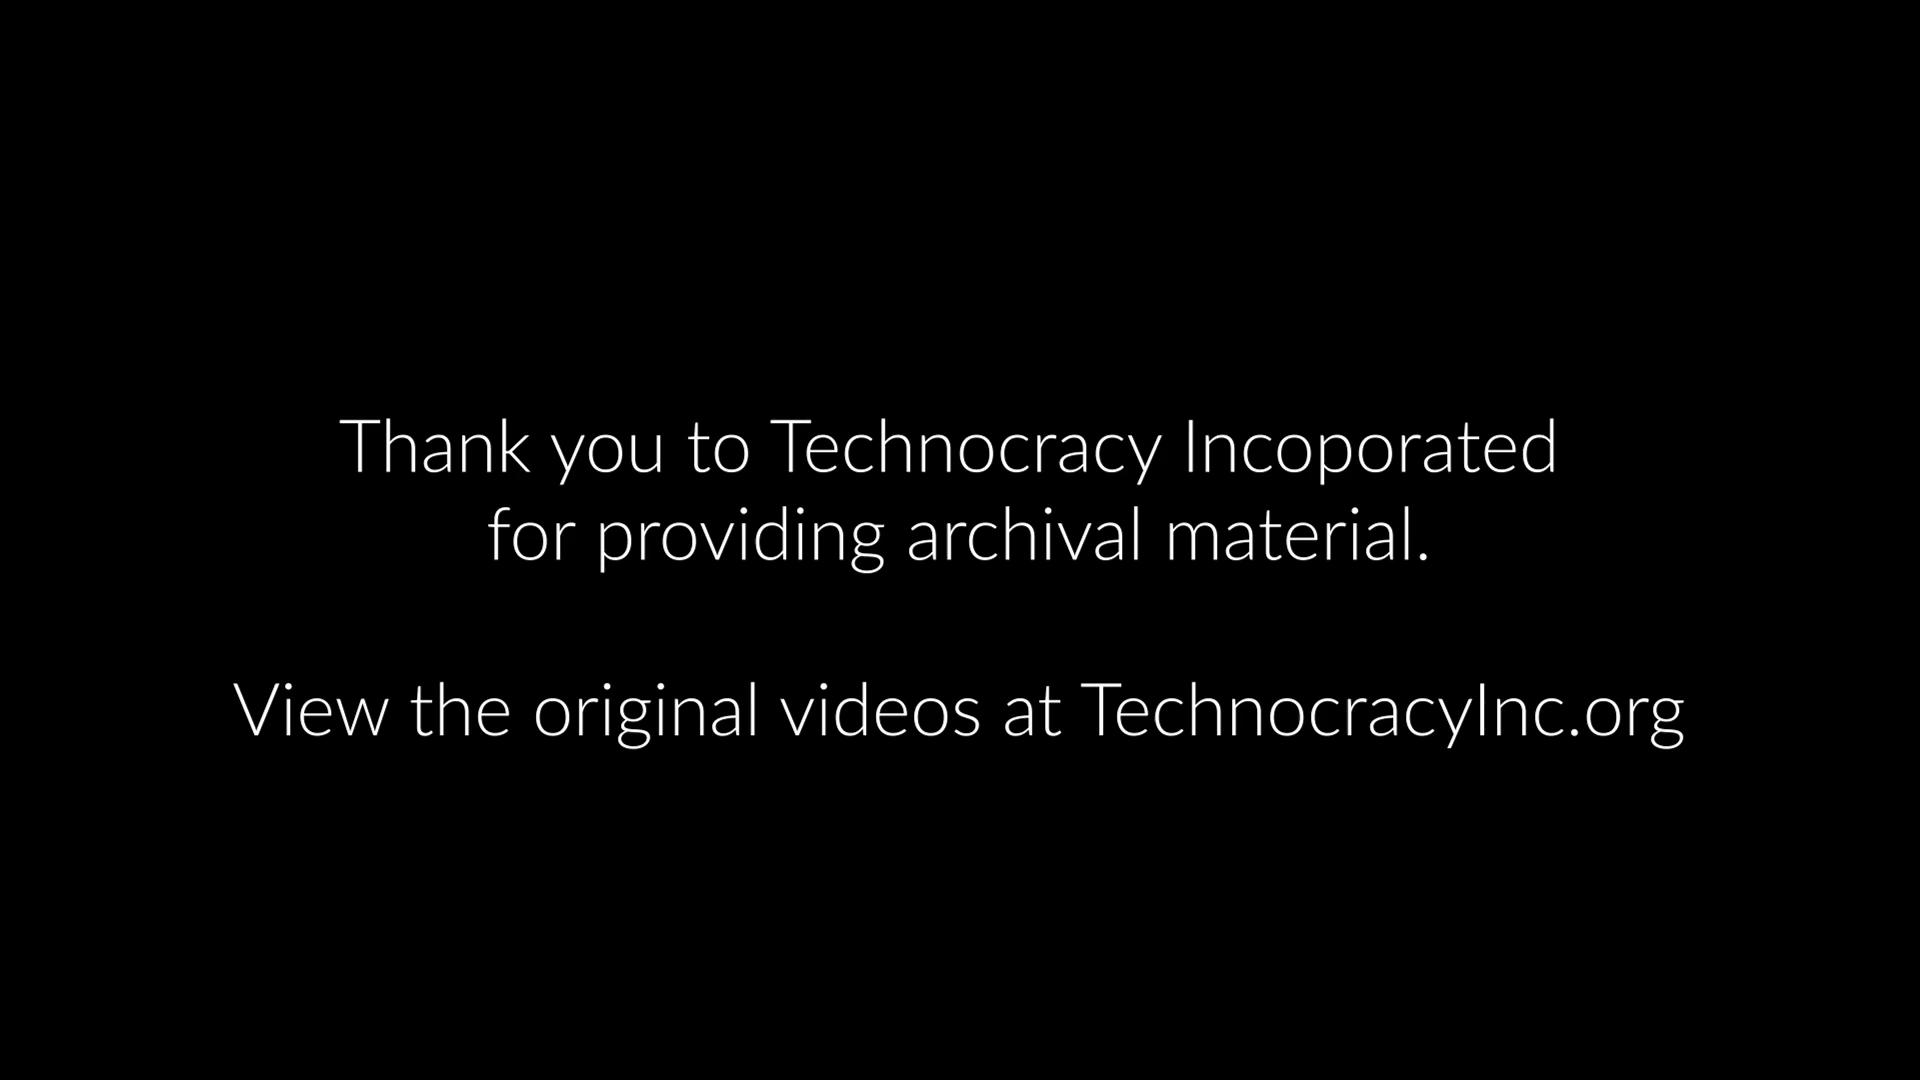 Thank you to Technocracy Incoporated
for providing archival material.
View the original videos at TechnocracyInc.org